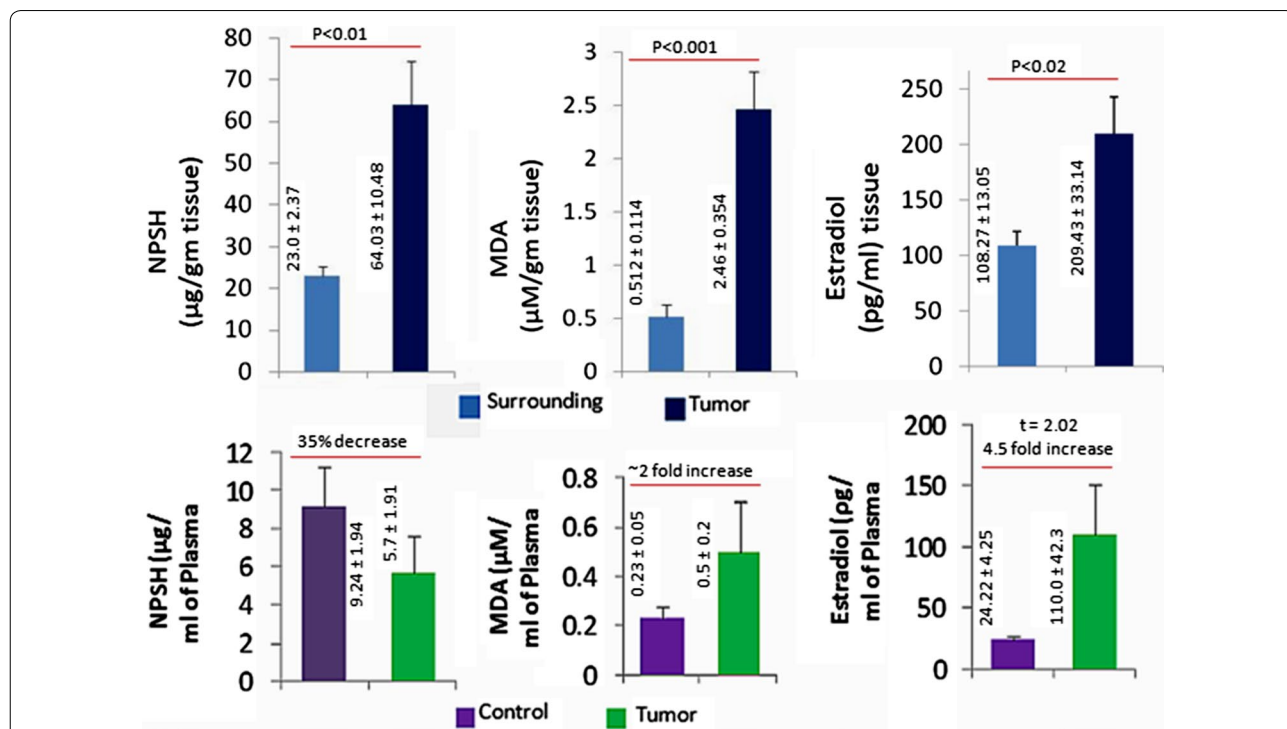 P<0.01
80
70
60
50
40
30
20
10
0
NPSH
(µg/gm tissue)
23.0 ± 2.37
64.03 ± 10.48
P<0.001
3
2.5
2
1.5
1
0.5
0
MDA
(µM/gm tissue)
0.512 ± 0.114
2.46 ± 0.354
P<0.02
250
200
150
100
50
0
Estradiol
(pg/ml) tissue
108.27 ± 13.05
209.43 ± 33.14
Surrounding
Tumor
35% decrease
12
10
8
6
4
2
0
NPSH (µg/
ml of Plasma
9.24 ± 1.94
5.7 ± 1.91
~2 fold increase
0.8
0.6
0.4
0.2
0
MDA (µM/
ml of Plasma
0.23 ± 0.05
0.5 ± 0.2
t = 2.02
4.5 fold increase
200
150
100
50
0
Estradiol (pg/
ml of Plasma
24.22 ± 4.25
110.0 ± 42.3
Control
Tumor